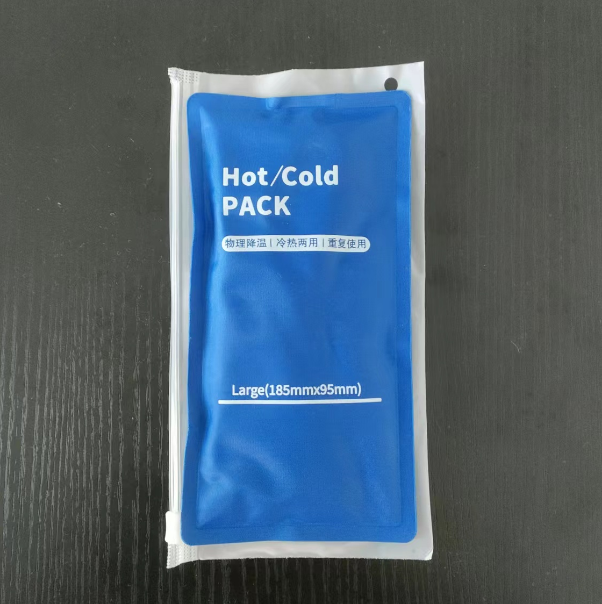 Hot/Cold
PACK
物理降温 | 冷热两用 | 重复使用
Large(185mmx95mm)